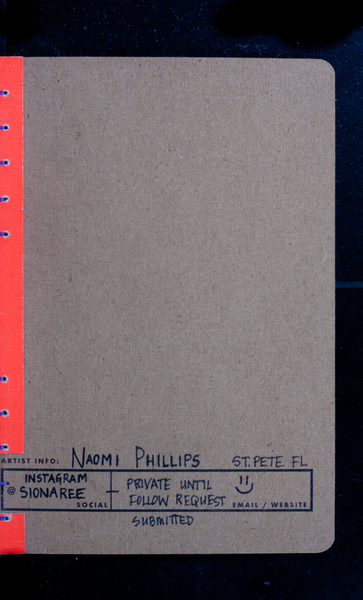 ARTIST INFO: NAOMI PHILLIPS ST. PETE. FL
INSTAGRAM
@SIONAREE
SOCIAL
PRIVATE UNTIL
FOLLOW REQUEST
SUBMITTED
EMAIL / WEBSITE